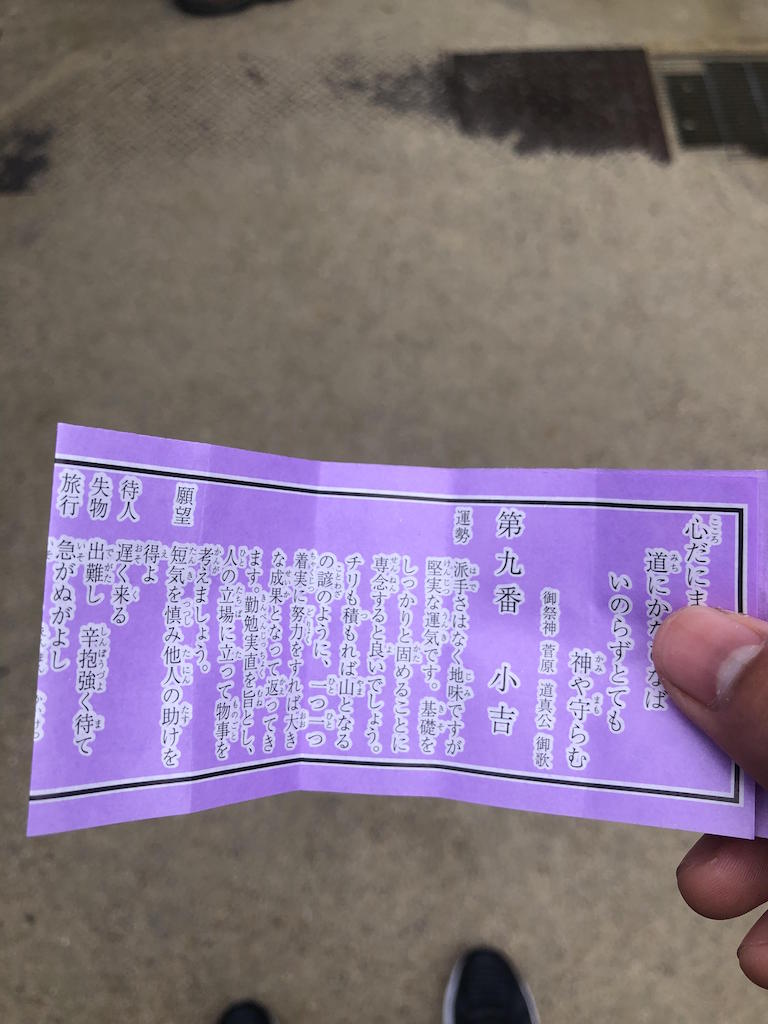 心だにま
道にかなば
いのらずとても
神や守らむ
御祭神 菅原 道真公 御歌
第九番 小吉
運勢 派手さはなく地味ですが
堅実な運気です。基礎を
しっかりと固めることに
専念すると良いでしょう。
チリも積もれば山となる
の諺のように、一つ一つ
着実に努力をすれば大き
な成果となって返ってき
ます。勤勉実直を旨とし、
人の立場に立って物事を
考えましょう。
願望 短気を慎み他人の助けを
得よ
待人 遅く来る
失物 出難し 辛抱強く待て
旅行 急がぬがよし